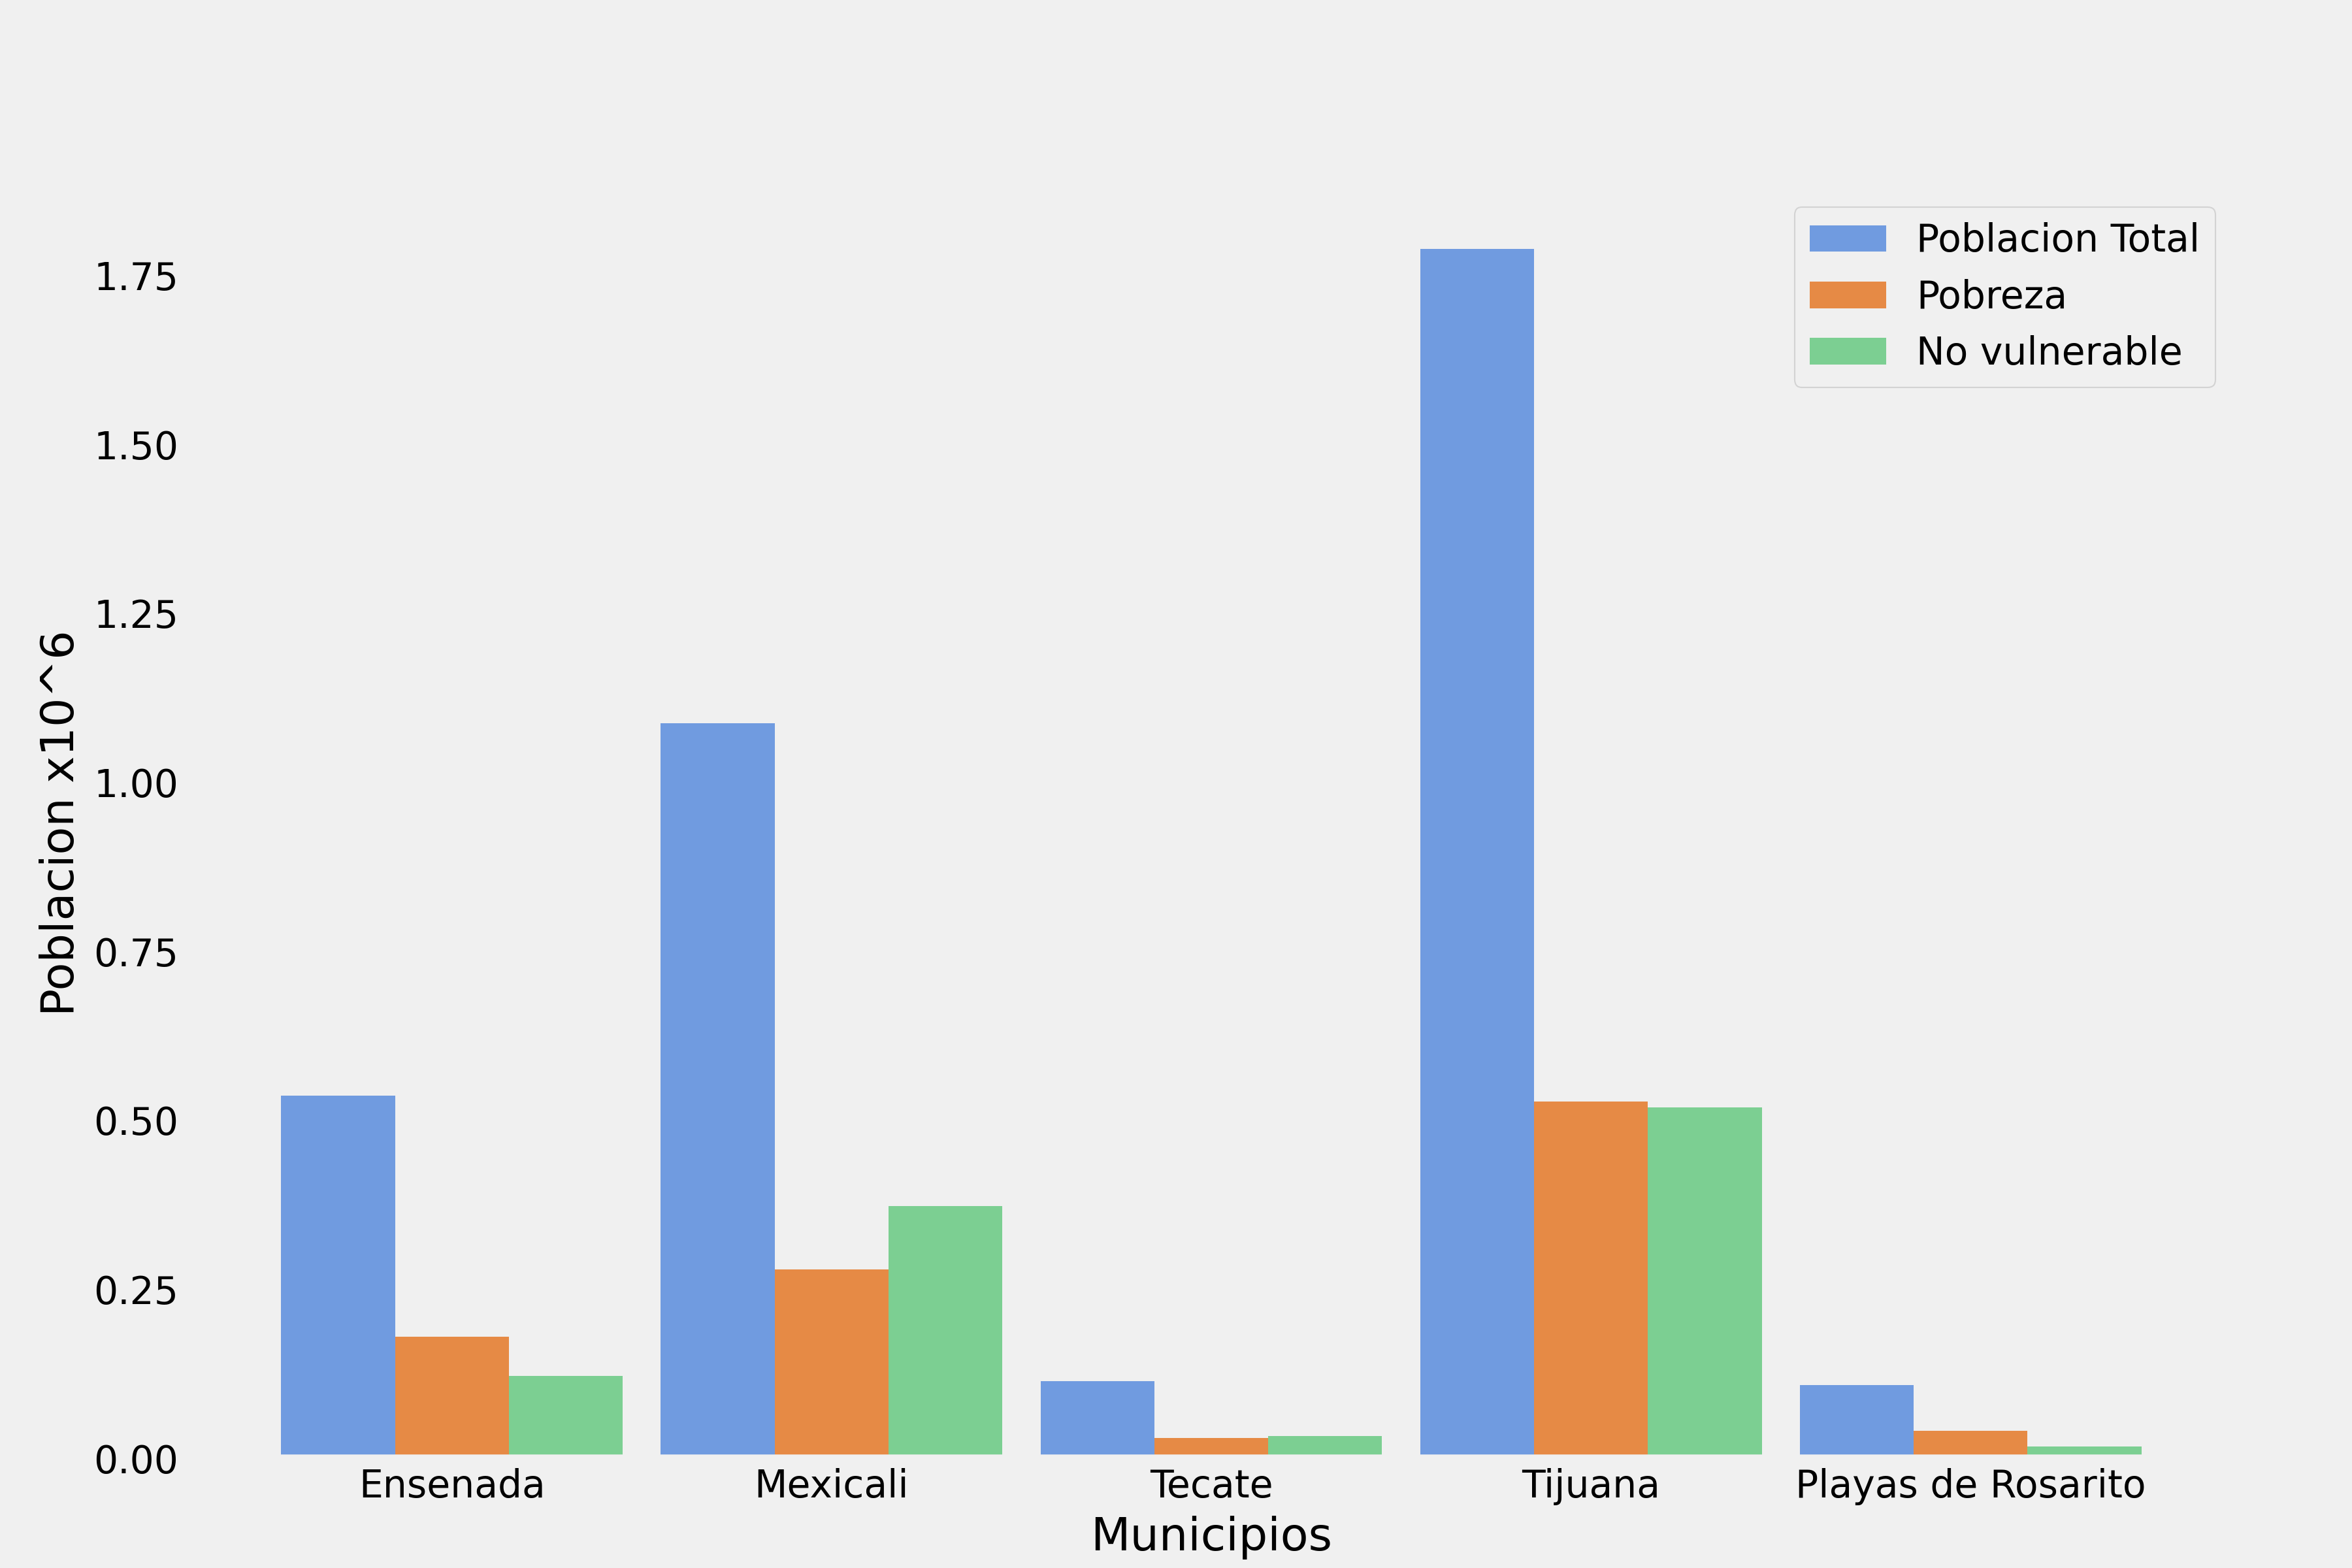 Poblacion Total
Pobreza
No vulnerable
1.75
1.50
1.25
1.00
0.75
0.50
0.25
0.00
Poblacion x10^6
Ensenada
Mexicali
Tecate
Tijuana
Playas de Rosarito
Municipios